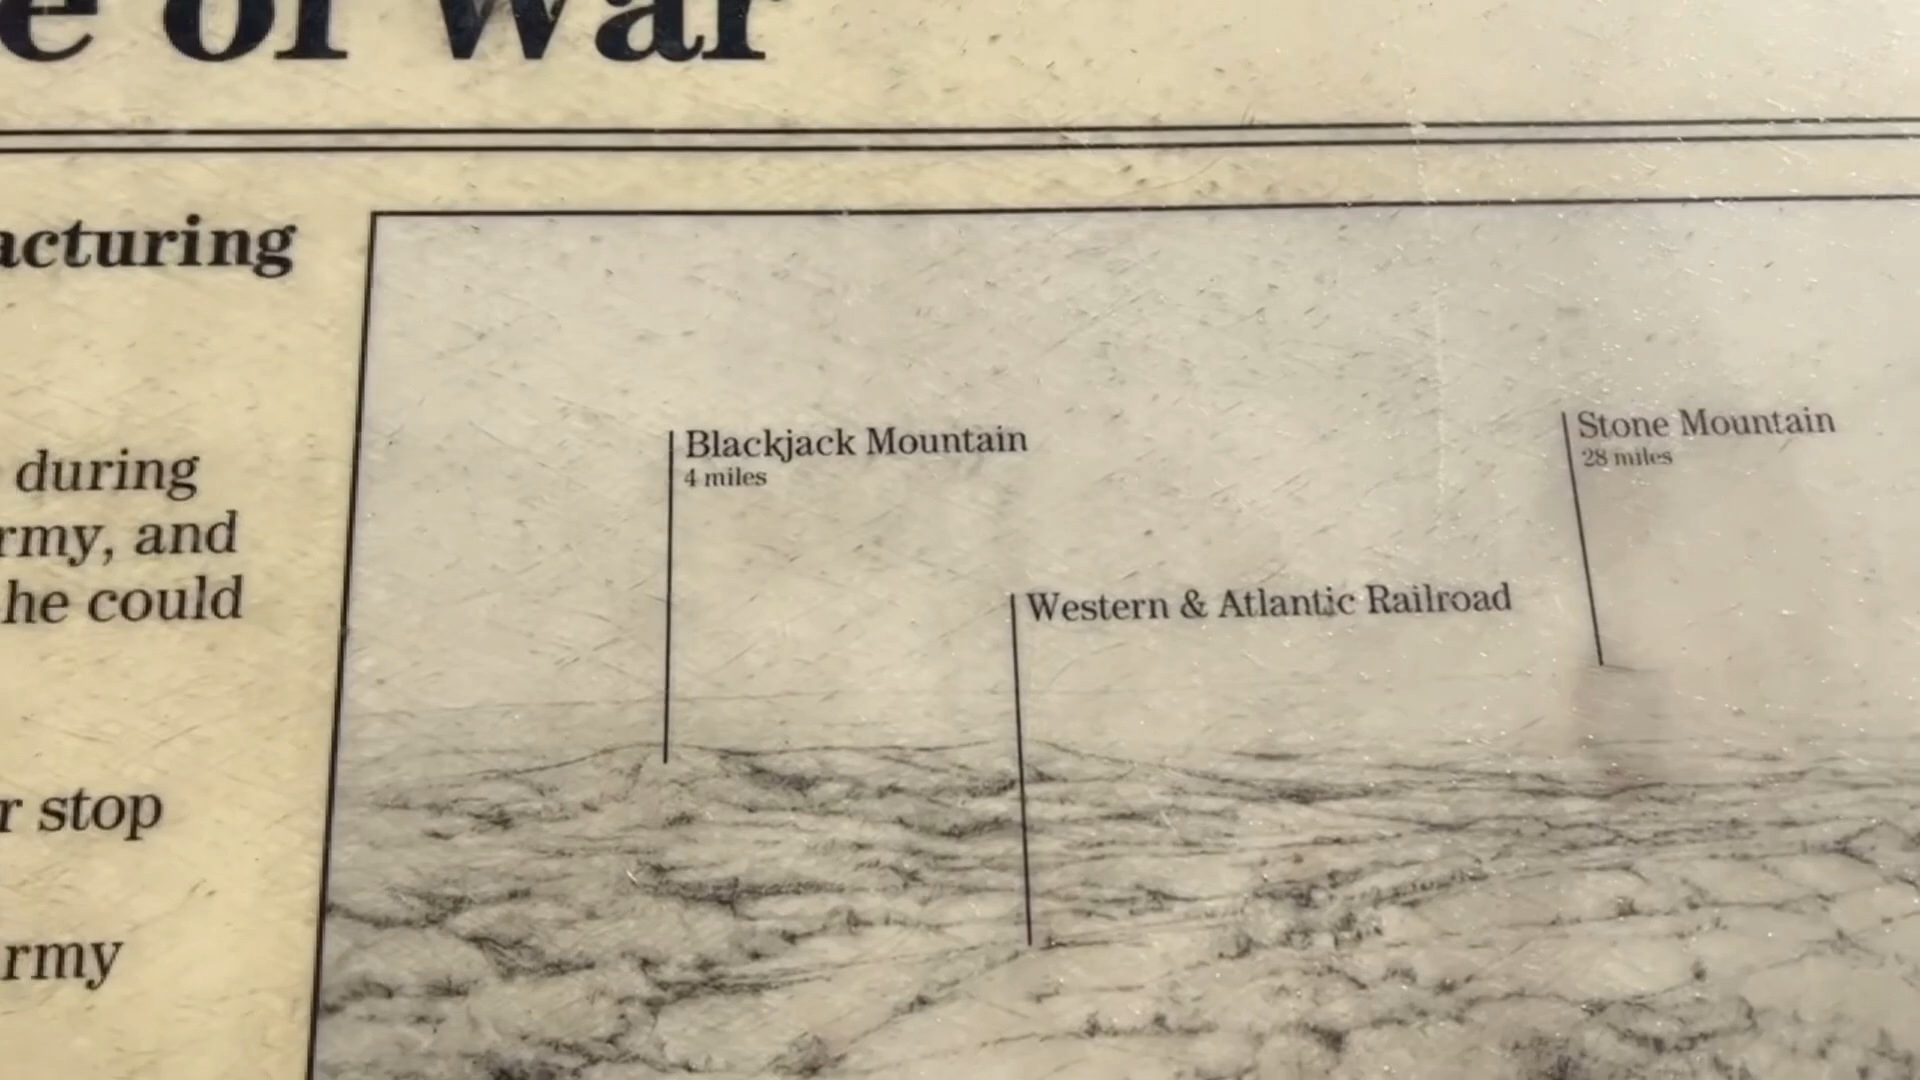 e of War
acturing
during
rmy, and
he could
r stop
rmy
Blackjack Mountain
4 miles
Stone Mountain
28 miles
Western & Atlantic Railroad